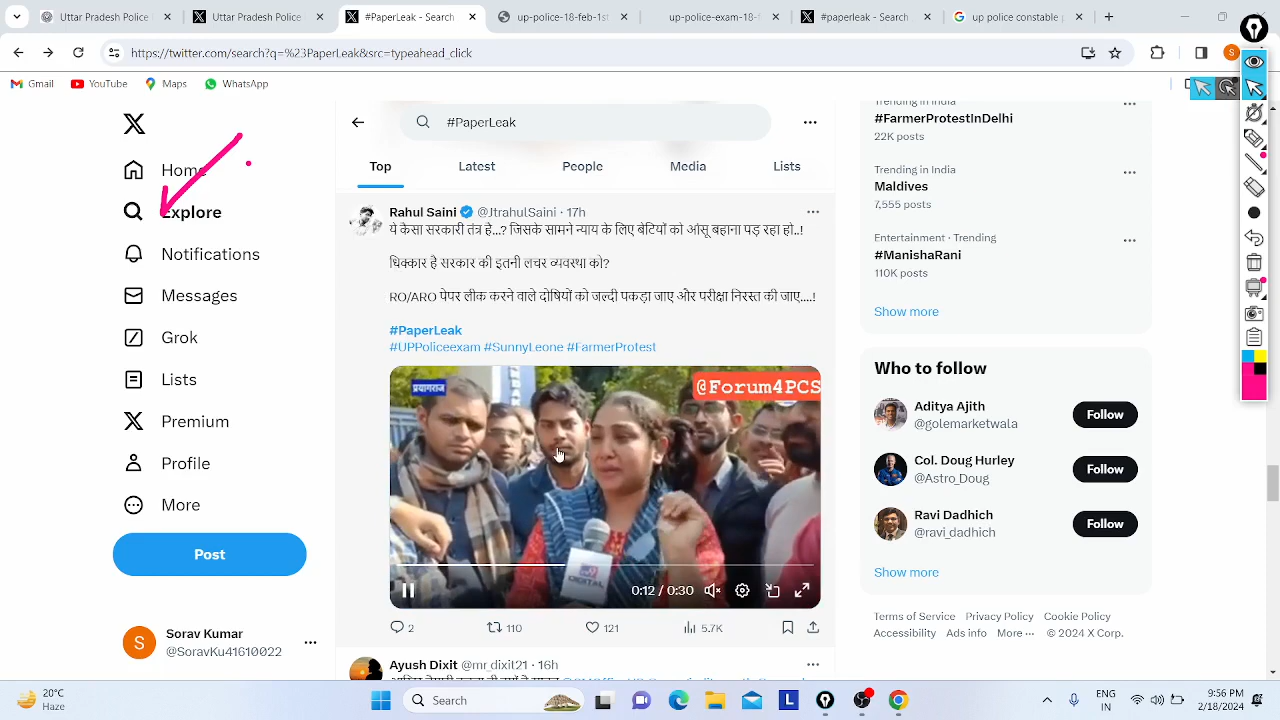 Uttar Pradesh Police
Uttar Pradesh Police
#PaperLeak - Search
up-police-18-feb-1st
up-police-exam-18-f
#paperleak - Search
up police constable
https://twitter.com/search?q=%23PaperLeak&src=typeahead_click
S
Gmail
YouTube
Maps
WhatsApp
Home
Explore
Notifications
Messages
Grok
Lists
Premium
Profile
More
Post
S
Sorav Kumar
@SoravKu41610022
#PaperLeak
Top
Latest
People
Media
Lists
Rahul Saini @JtrahulSaini · 17h
ये कैसा सरकारी तंत्र हे...? जिसके सामने न्याय के लिए बेटियों को आंसू बहाना पड़ रहा हो..!
धिक्कार हे सरकार की इतनी लचर व्यवस्था को?
RO/ARO पेपर लीक करने वाले दोषियों को जल्दी पकड़ा जाए और परीक्षा निरस्त की जाए....!
#PaperLeak
#UPPoliceexam #SunnyLeone #FarmerProtest
प्रयागराज
@Forum4PCS
DIGITAL
0:12 / 0:30
2
110
121
5.7K
Ayush Dixit @mr_dixit21 · 16h
Trending in India
#FarmerProtestInDelhi
22K posts
Trending in India
Maldives
7,555 posts
Entertainment · Trending
#ManishaRani
110K posts
Show more
Who to follow
Aditya Ajith
@golemarketwala
Follow
Col. Doug Hurley
@Astro_Doug
Follow
Ravi Dadhich
@ravi_dadhich
Follow
Show more
Terms of Service Privacy Policy Cookie Policy
Accessibility Ads info More ··· © 2024 X Corp.
20°C
Haze
Search
L
ENG
IN
9:56 PM
2/18/2024